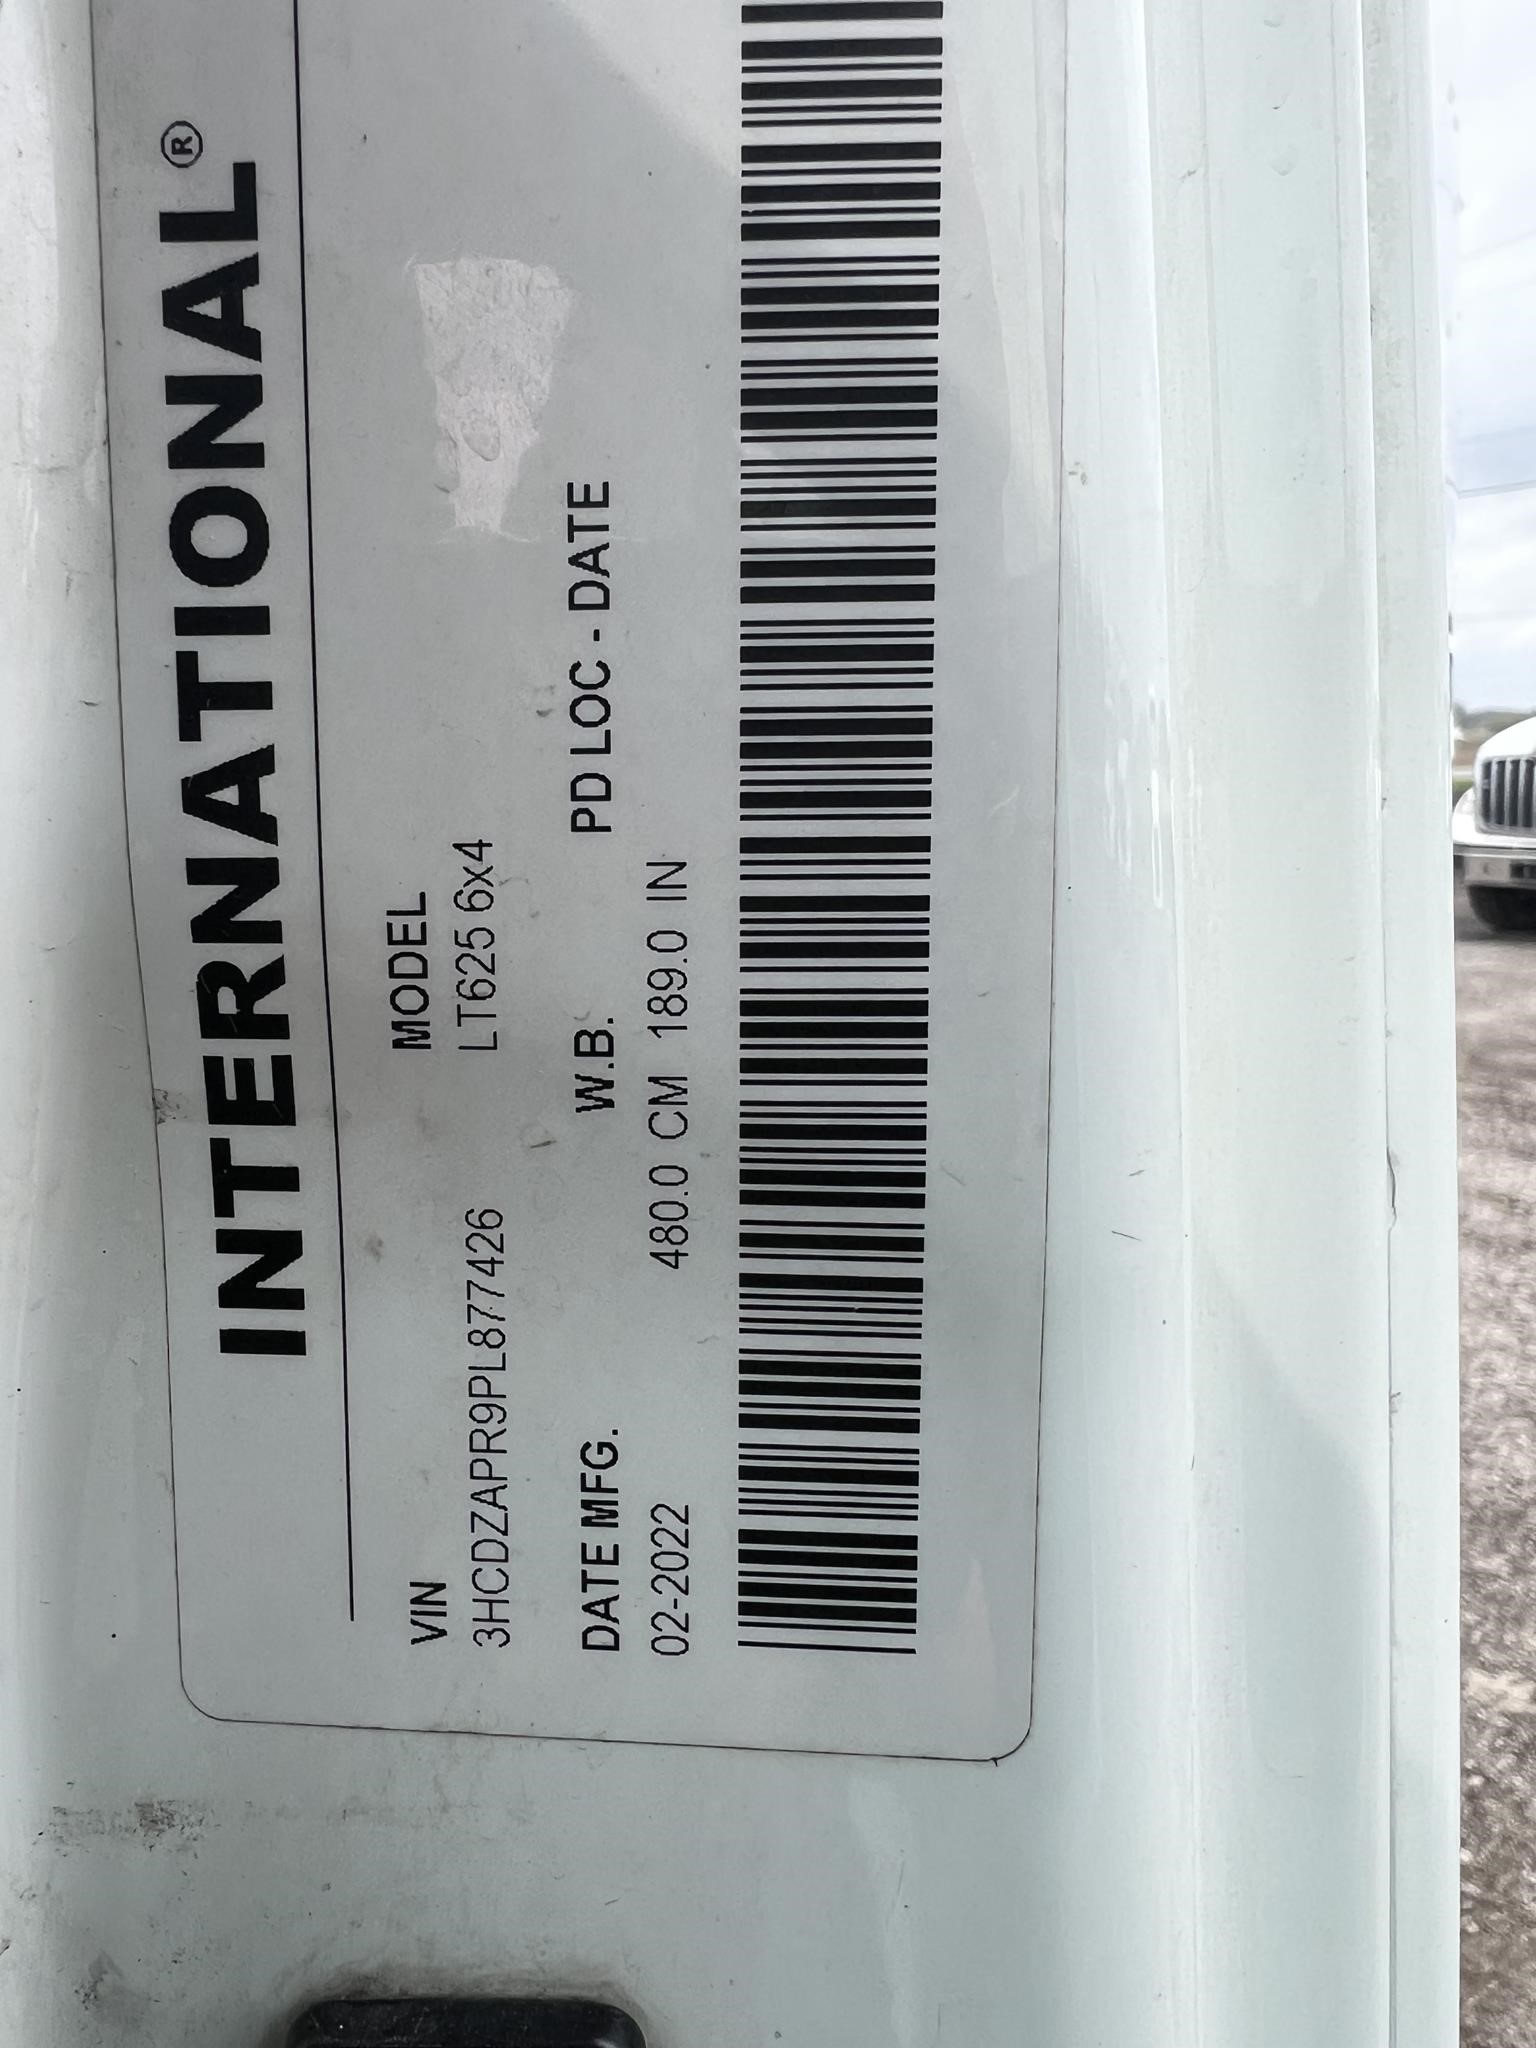 INTERNATIONAL®
VIN MODEL
3HCDZAPR9PL877426 LT625 6x4
DATE MFG. W.B. PD LOC - DATE
02-2022 480.0 CM 189.0 IN